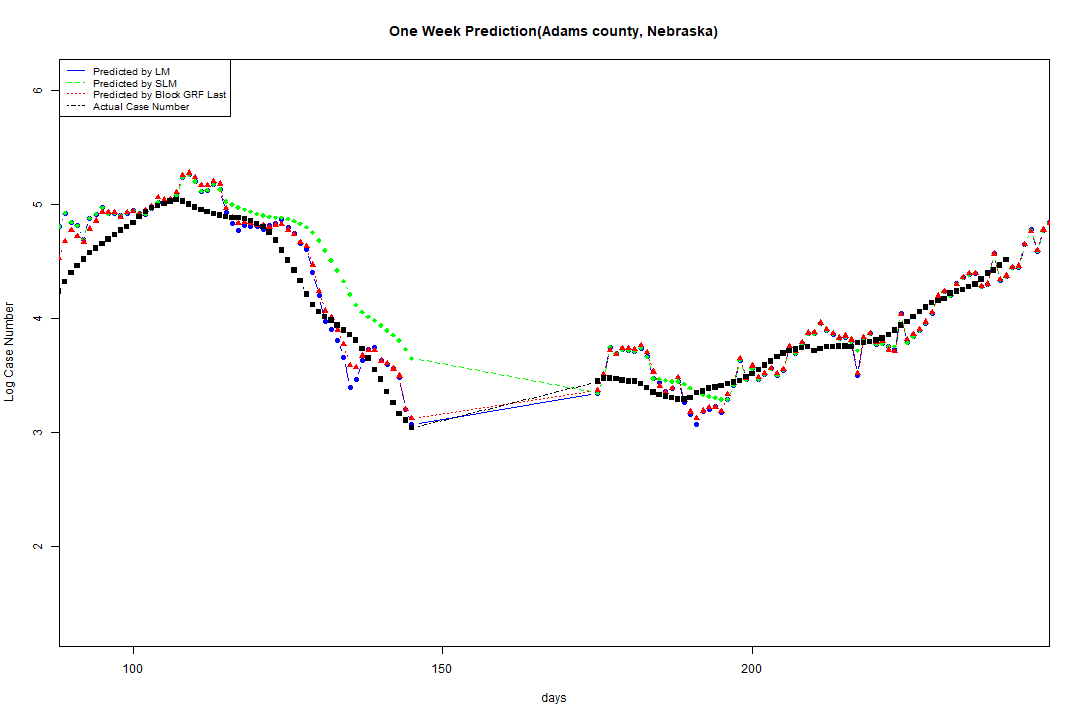 One Week Prediction(Adams county, Nebraska)
Predicted by LM
Predicted by SLM
Predicted by Block GRF Last
Actual Case Number
6
5
4
3
2
Log Case Number
100 150 200
days